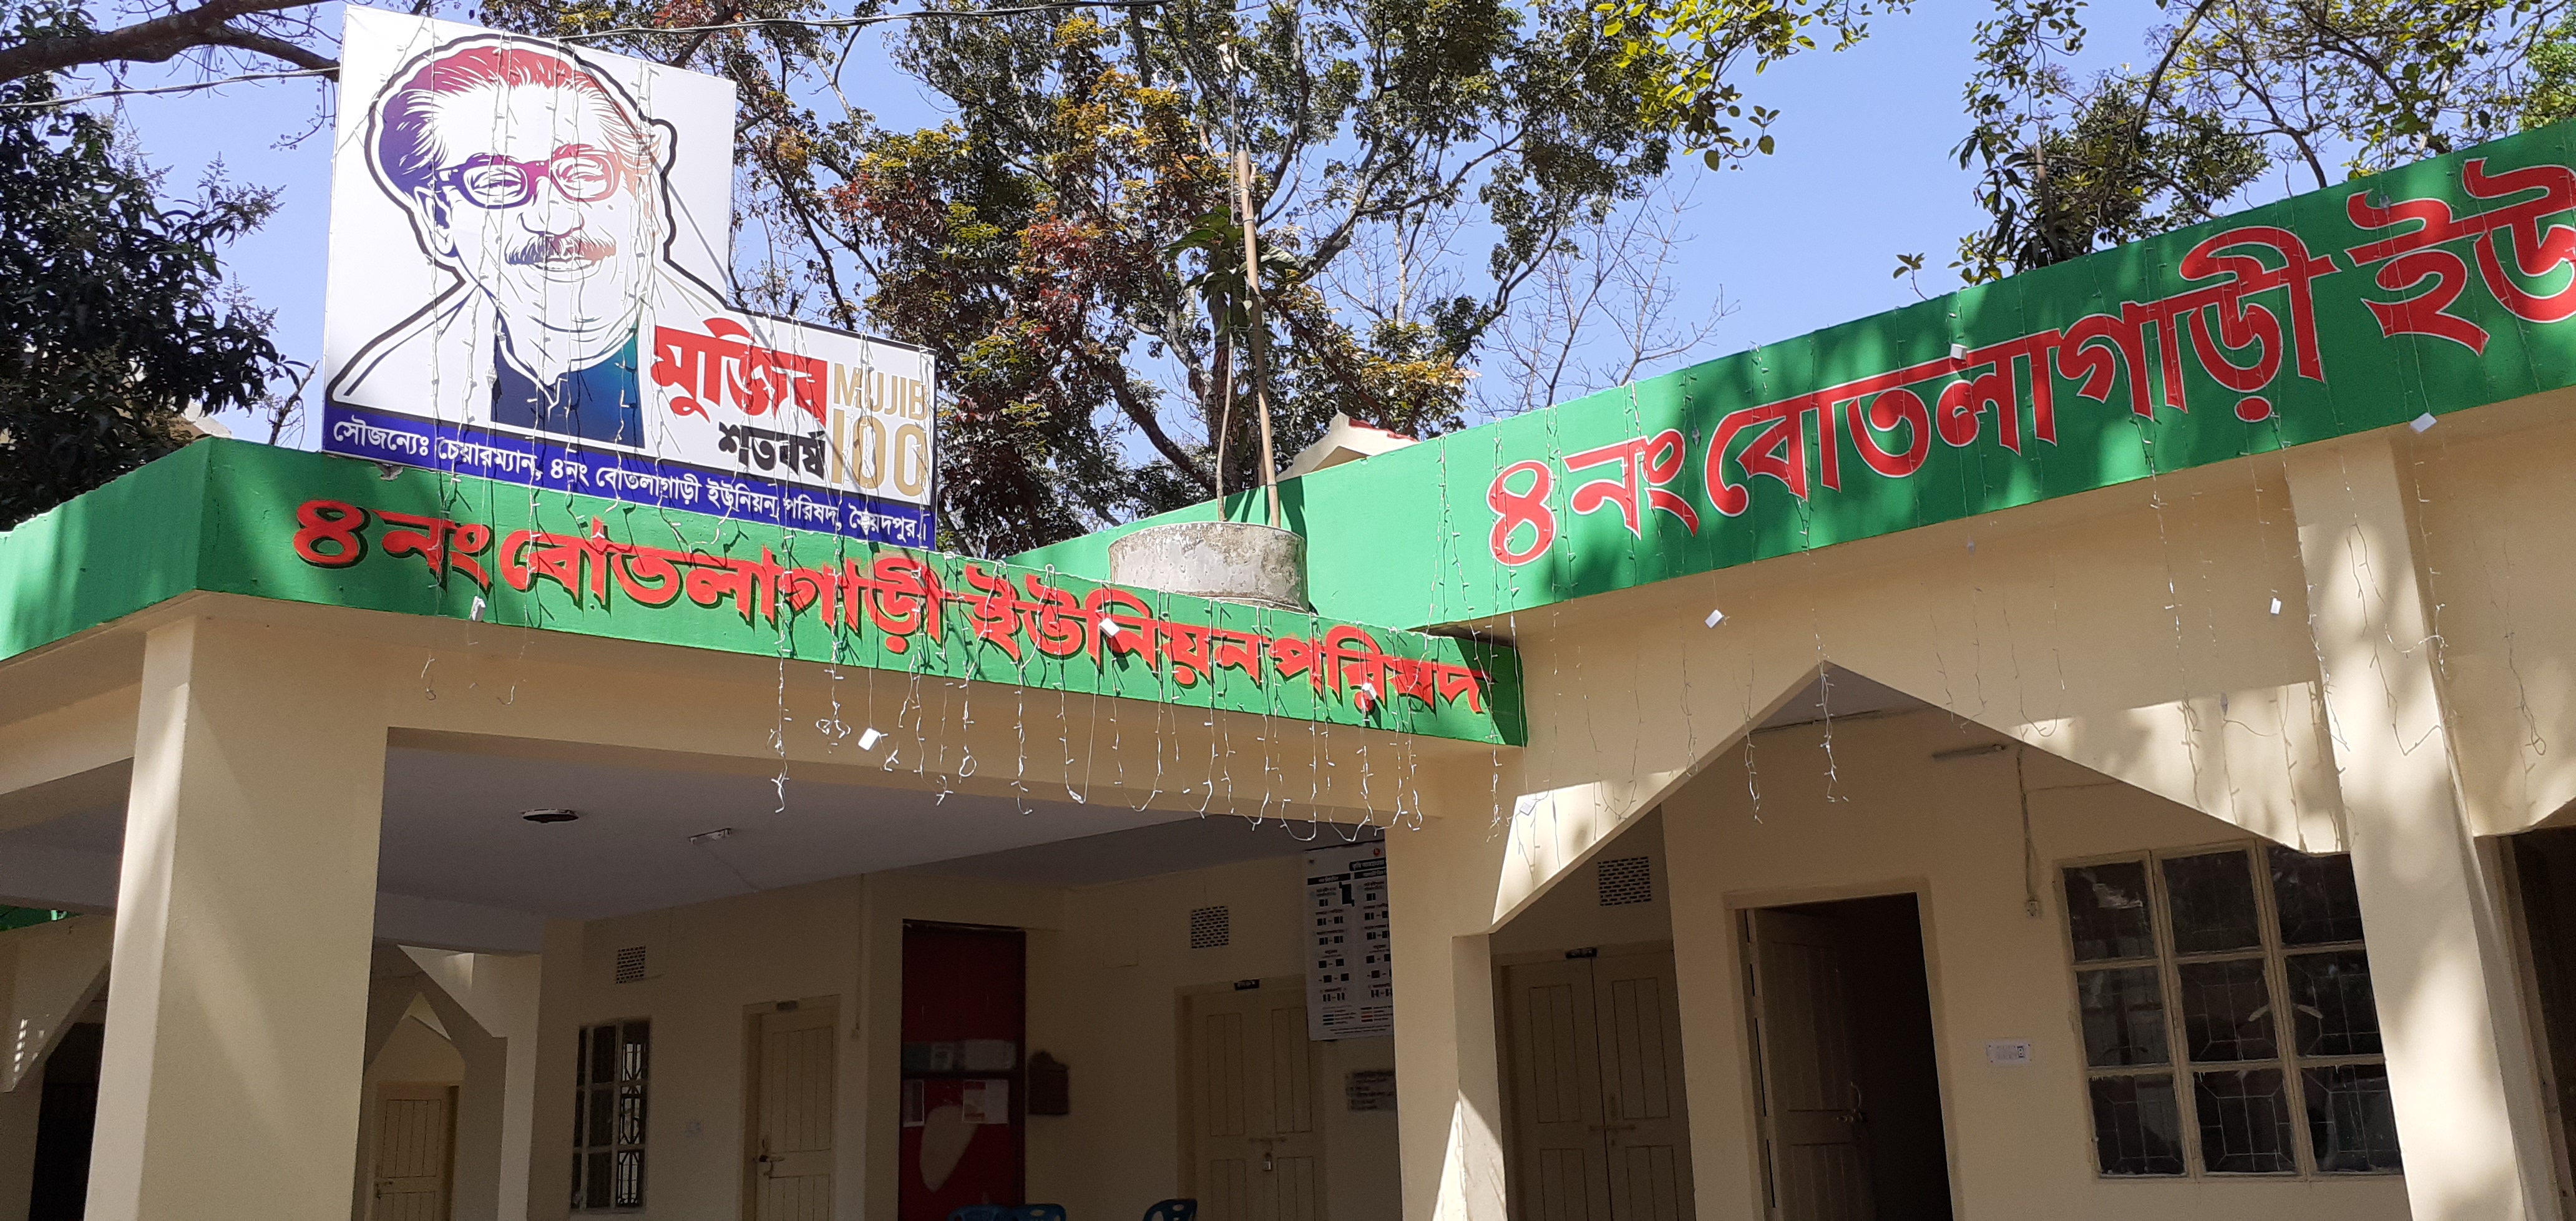 মুজিব
শতবর্ষ
MUJIB
100
সৌজন্যেঃ চেয়ারম্যান, ৪নং বোতলাগাড়ী ইউনিয়ন পরিষদ, সৈয়দপুর।
৪ নং বোতলাগাড়ী ইউনিয়ন পরিষদ
৪ নং বোতলাগাড়ী ইউ